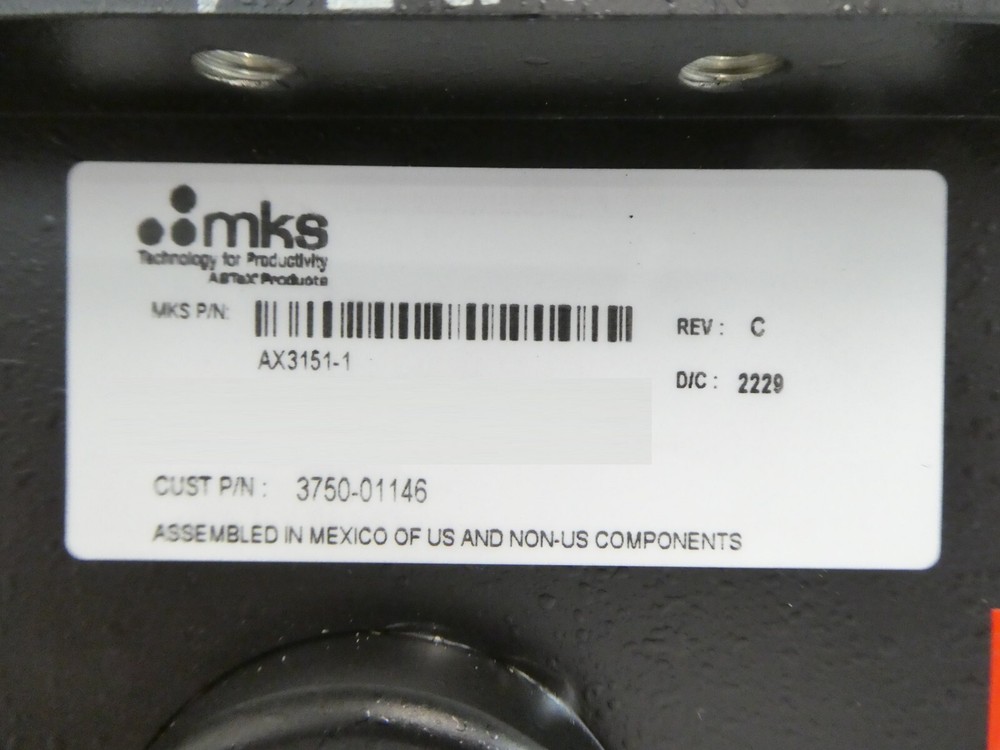 mks
Technology for Productivity
ASTeX® Products
MKS P/N:
AX3151-1
REV : C
D/C : 2229
CUST P/N : 3750-01146
ASSEMBLED IN MEXICO OF US AND NON-US COMPONENTS